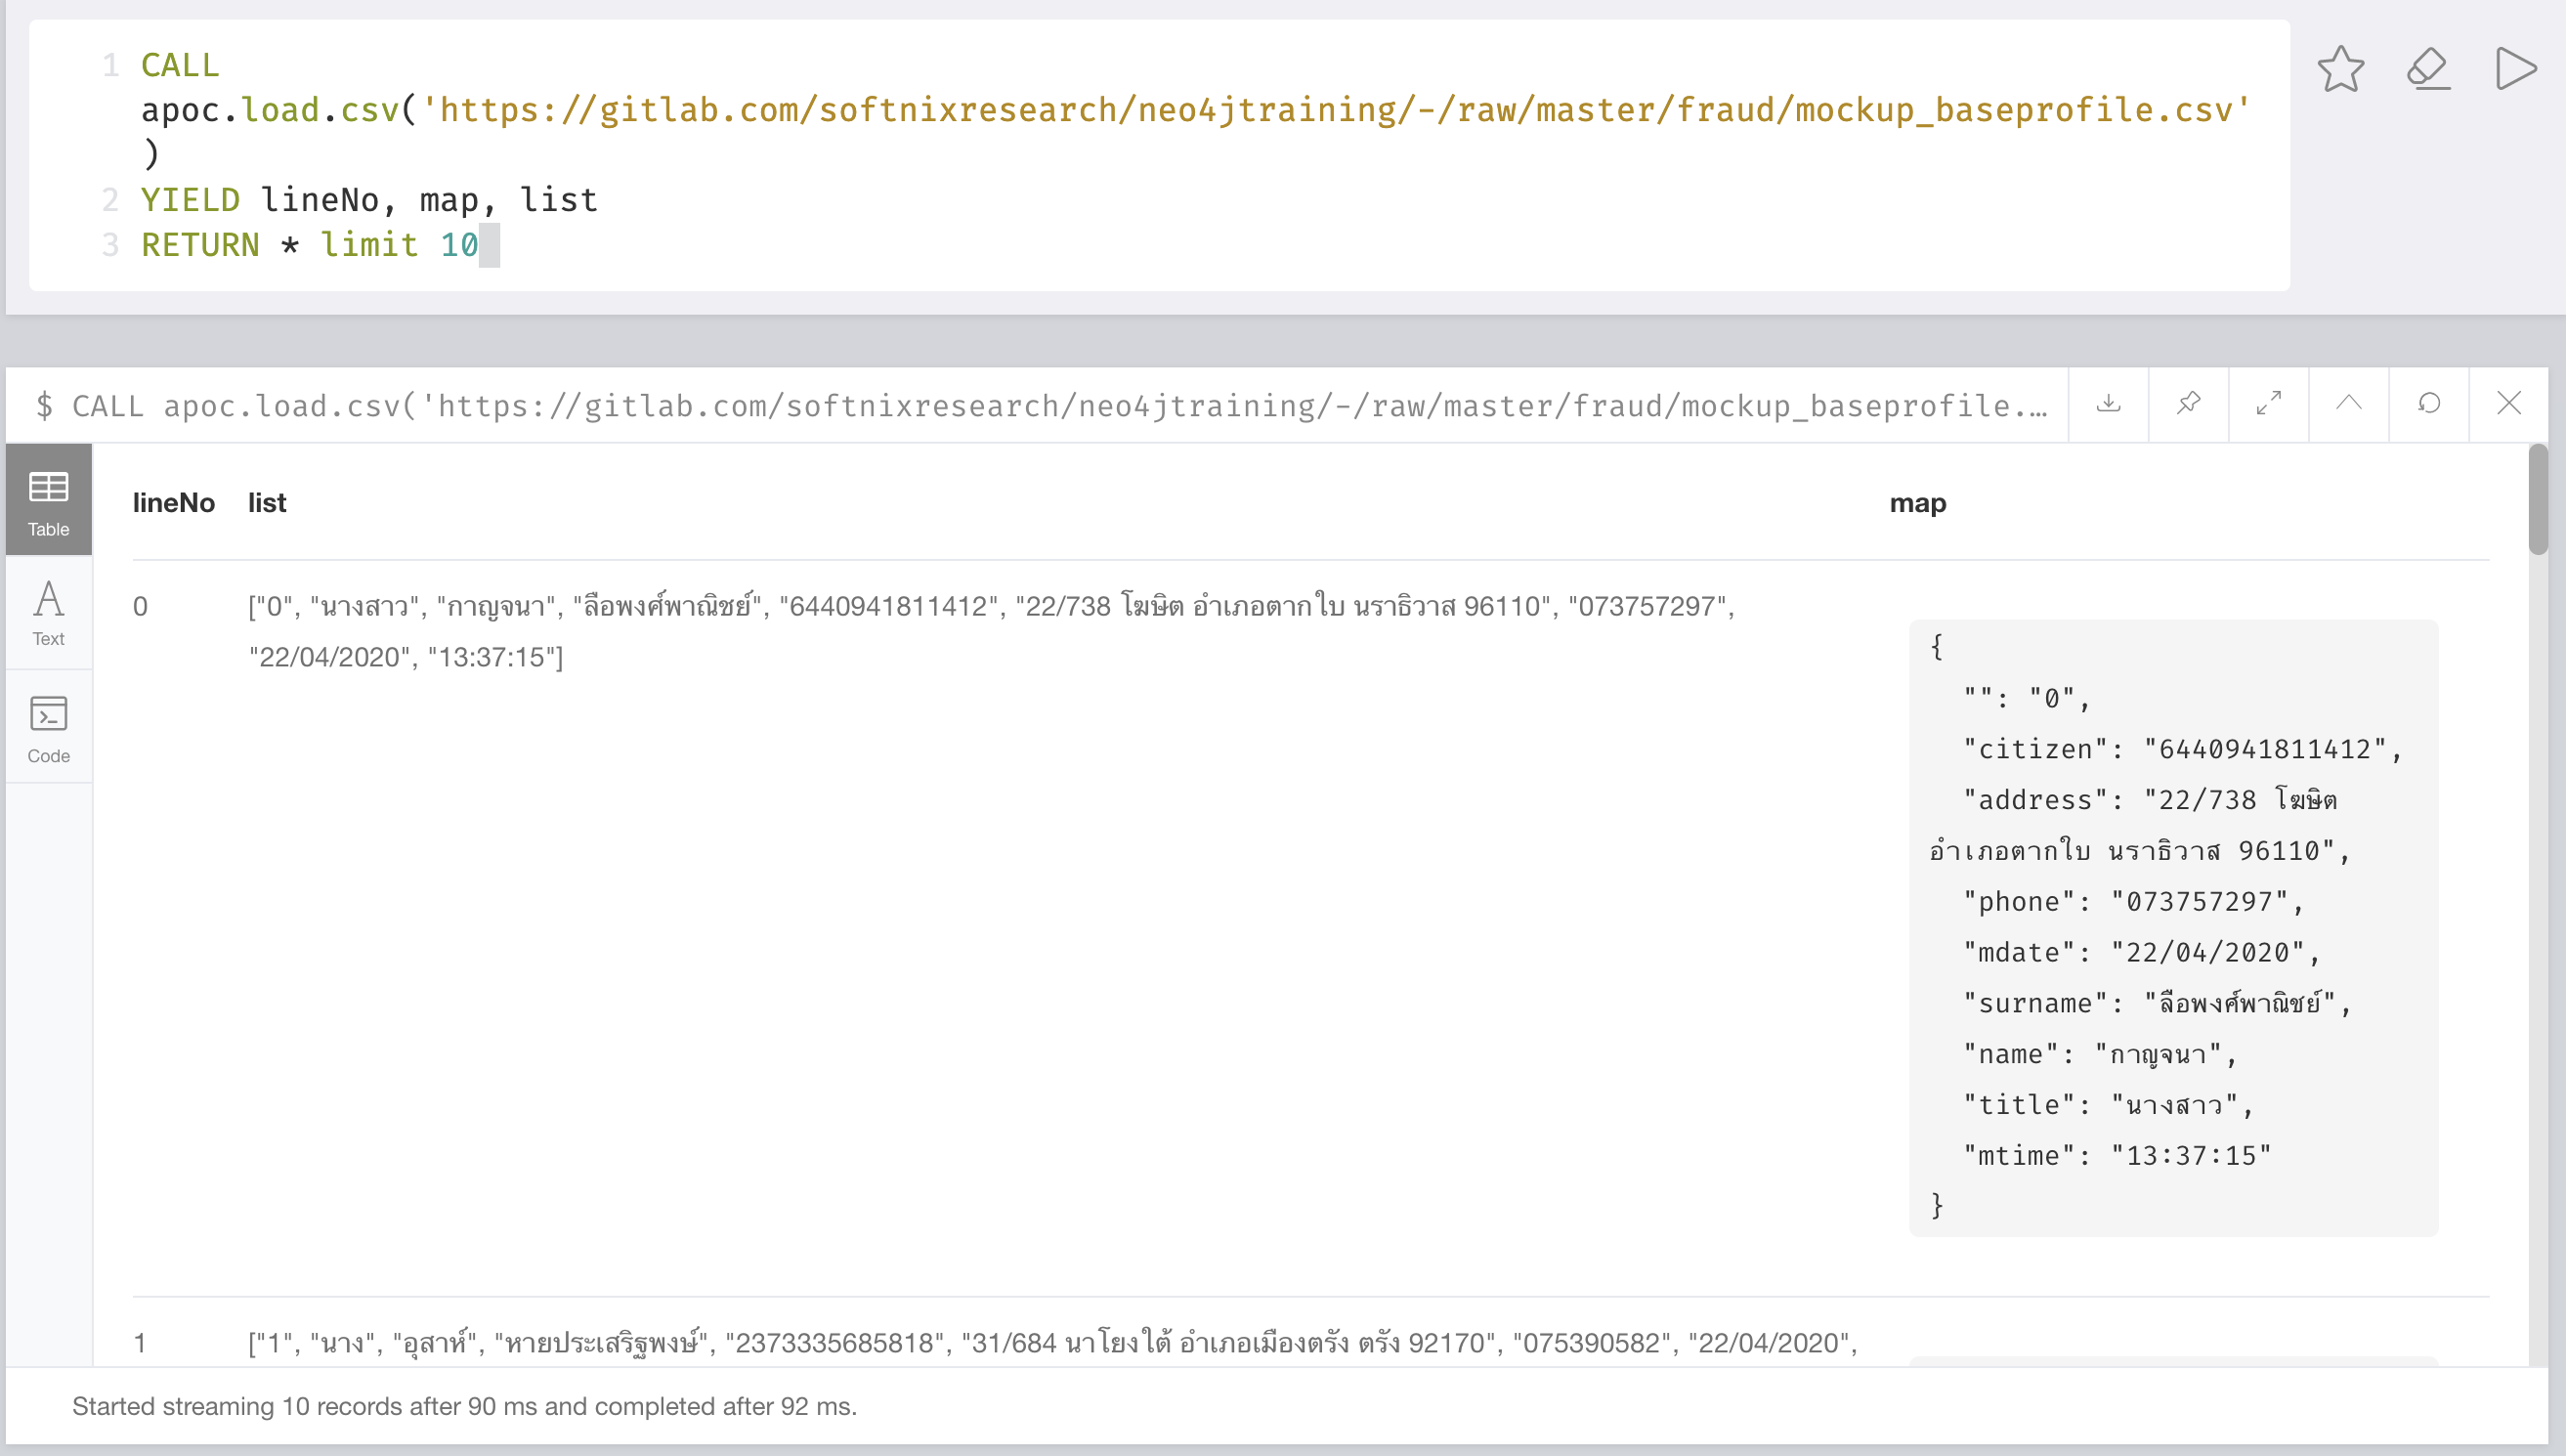 1 CALL
apoc.load.csv('https://gitlab.com/softnixresearch/neo4jtraining/-/raw/master/fraud/mockup_baseprofile.csv'
)
2 YIELD lineNo, map, list
3 RETURN * limit 10
$ CALL apoc.load.csv('https://gitlab.com/softnixresearch/neo4jtraining/-/raw/master/fraud/mockup_baseprofile.…
Table
Text
Code
lineNo list map
0 ["0", "นางสาว", "กาญจนา", "ลือพงศ์พาณิชย์", "6440941811412", "22/738 โฆษิต อำเภอตากใบ นราธิวาส 96110", "073757297",
"22/04/2020", "13:37:15"]
{
"": "0",
"citizen": "6440941811412",
"address": "22/738 โฆษิต
อำเภอตากใบ นราธิวาส 96110",
"phone": "073757297",
"mdate": "22/04/2020",
"surname": "ลือพงศ์พาณิชย์",
"name": "กาญจนา",
"title": "นางสาว",
"mtime": "13:37:15"
}
1 ["1", "นาง", "อุสาห์", "หายประเสริฐพงษ์", "2373335685818", "31/684 นาโยงใต้ อำเภอเมืองตรัง ตรัง 92170", "075390582", "22/04/2020",
Started streaming 10 records after 90 ms and completed after 92 ms.